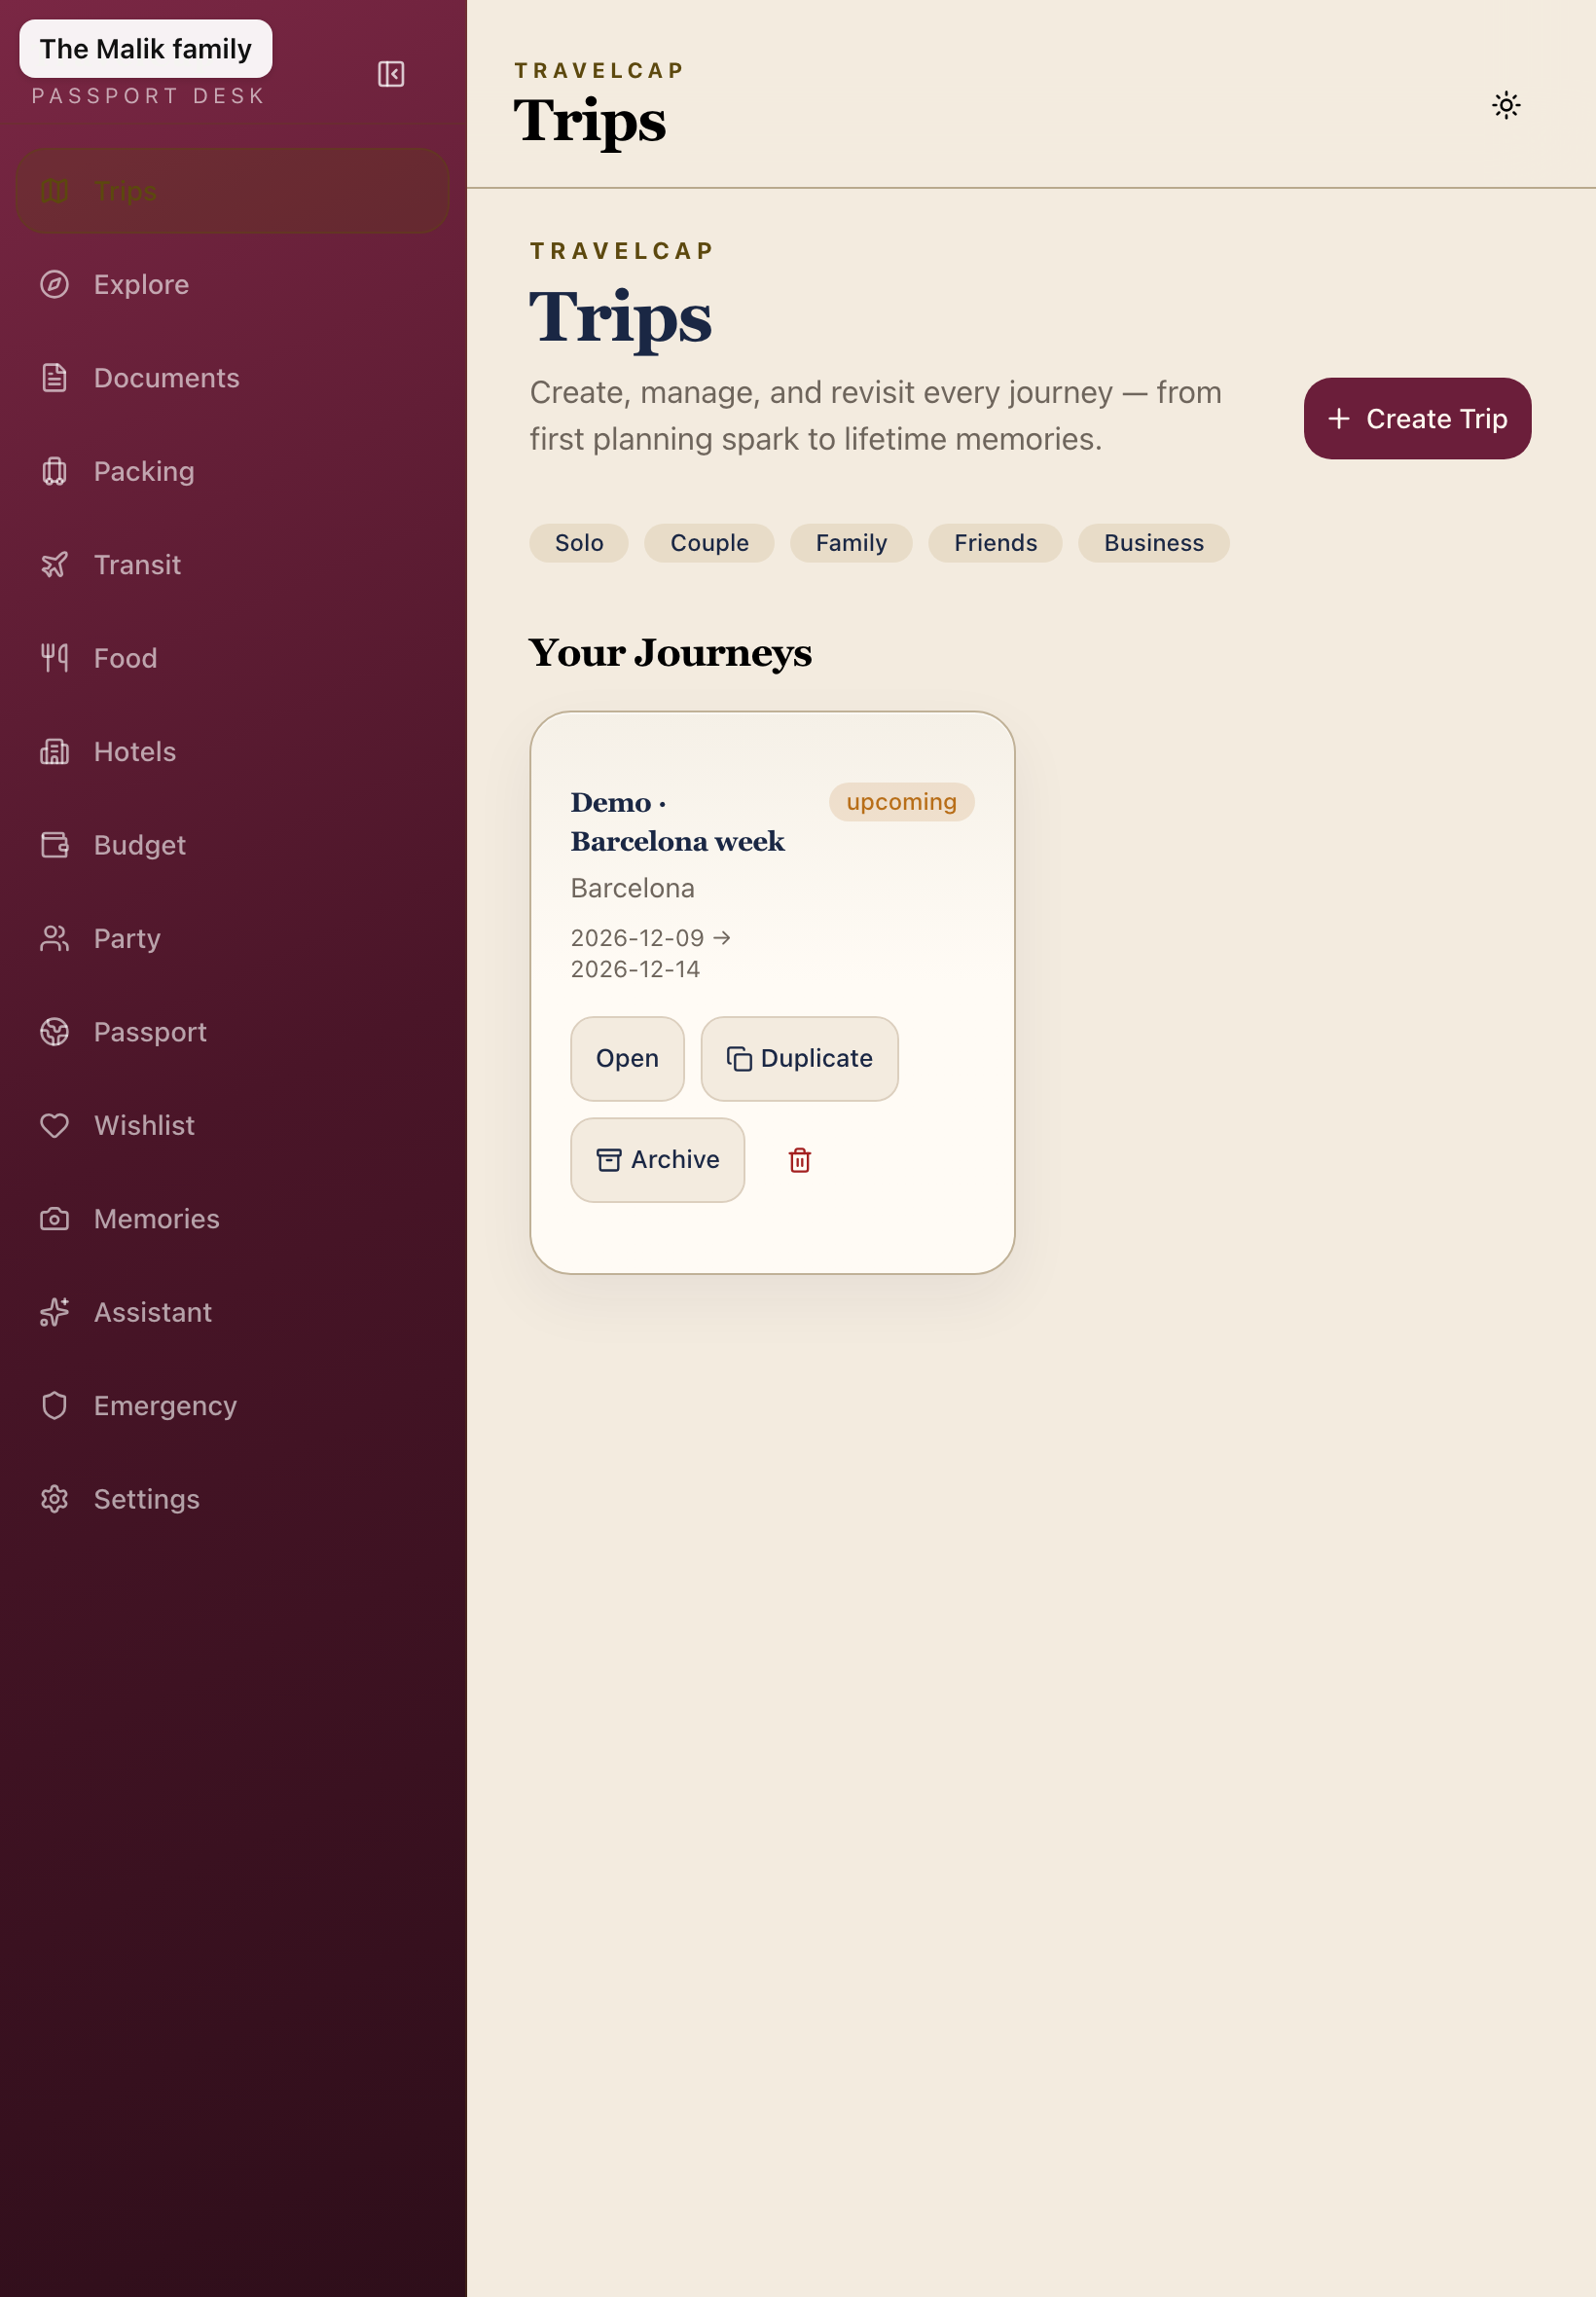 The Malik family
PASSPORT DESK
Trips
Explore
Documents
Packing
Transit
Food
Hotels
Budget
Party
Passport
Wishlist
Memories
Assistant
Emergency
Settings
TRAVELCAP
Trips
TRAVELCAP
Trips
Create, manage, and revisit every journey — from
first planning spark to lifetime memories.
+ Create Trip
Solo Couple Family Friends Business
Your Journeys
Demo ·
Barcelona week
upcoming
Barcelona
2026-12-09 →
2026-12-14
Open Duplicate
Archive